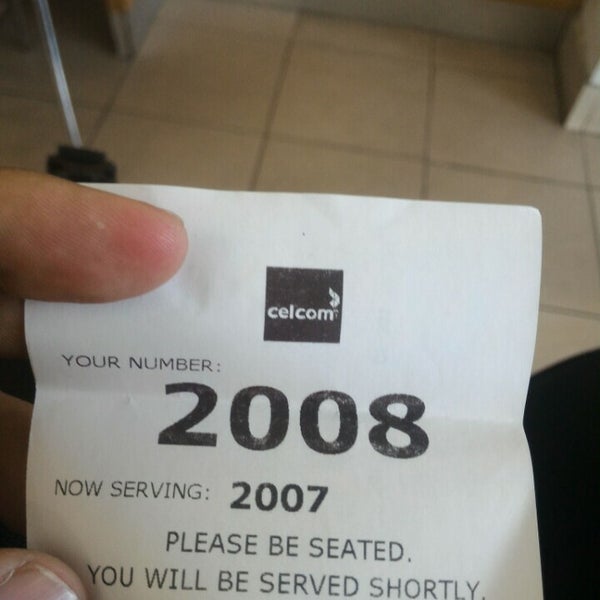 celcom
YOUR NUMBER:
2008
NOW SERVING: 2007
PLEASE BE SEATED.
YOU WILL BE SERVED SHORTLY.